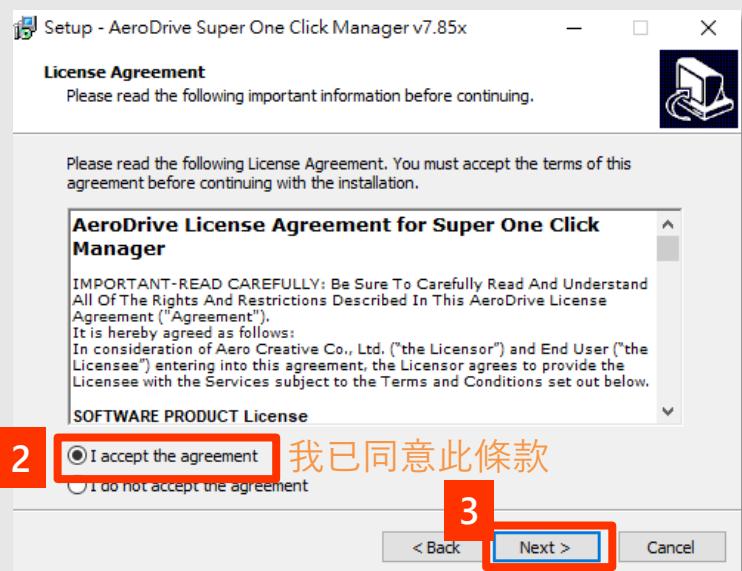 Setup - AeroDrive Super One Click Manager v7.85x
License Agreement
Please read the following important information before continuing.
Please read the following License Agreement. You must accept the terms of this
agreement before continuing with the installation.
AeroDrive License Agreement for Super One Click
Manager
IMPORTANT-READ CAREFULLY: Be Sure To Carefully Read And Understand
All Of The Rights And Restrictions Described In This AeroDrive License
Agreement ("Agreement").
It is hereby agreed as follows:
In consideration of Aero Creative Co., Ltd. (“the Licensor”) and End User (“the
Licensee”) entering into this agreement, the Licensor agrees to provide the
Licensee with the Services subject to the Terms and Conditions set out below.
SOFTWARE PRODUCT License
2
I accept the agreement
我已同意此條款
I do not accept the agreement
3
< Back
Next >
Cancel